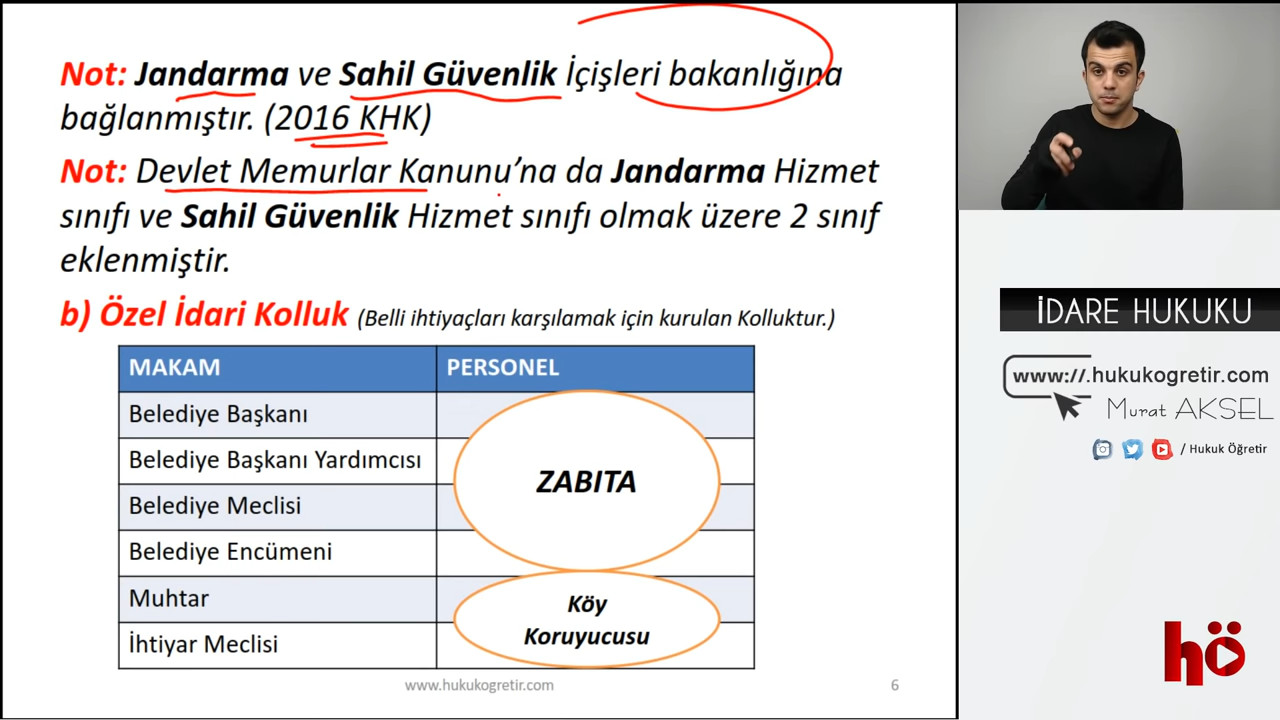 Not: Jandarma ve Sahil Güvenlik İçişleri bakanlığına
bağlanmıştır. (2016 KHK)
Not: Devlet Memurlar Kanunu’na da Jandarma Hizmet
sınıfı ve Sahil Güvenlik Hizmet sınıfı olmak üzere 2 sınıf
eklenmiştir.
b) Özel İdari Kolluk (Belli ihtiyaçları karşılamak için kurulan Kolluktur.)
MAKAM PERSONEL
Belediye Başkanı
Belediye Başkanı Yardımcısı
Belediye Meclisi
Belediye Encümeni
ZABITA
Muhtar
İhtiyar Meclisi
Köy
Koruyucusu
www.hukukogretir.com 6
İDARE HUKUKU
www://.hukukogretir.com
Murat AKSEL
/ Hukuk Öğretir
hö